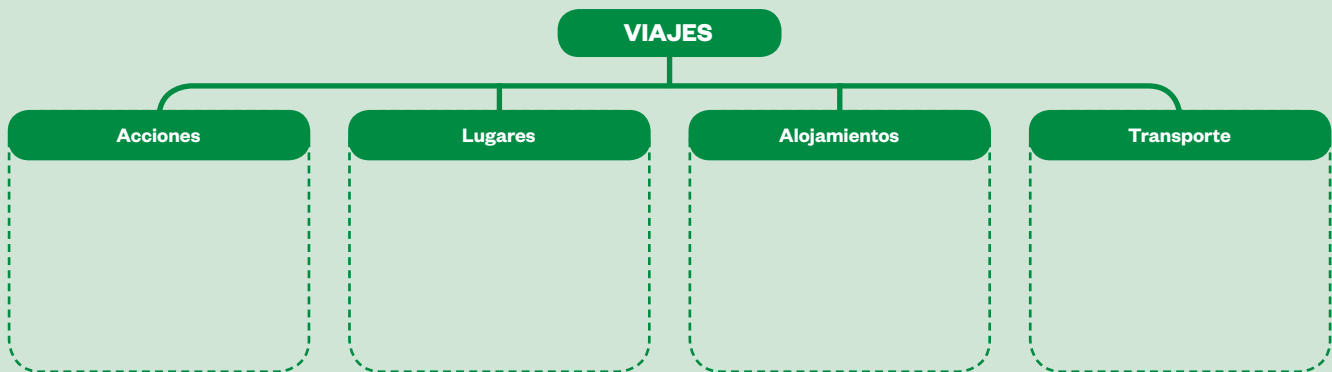 VIAJES
Acciones
Lugares
Alojamientos
Transporte